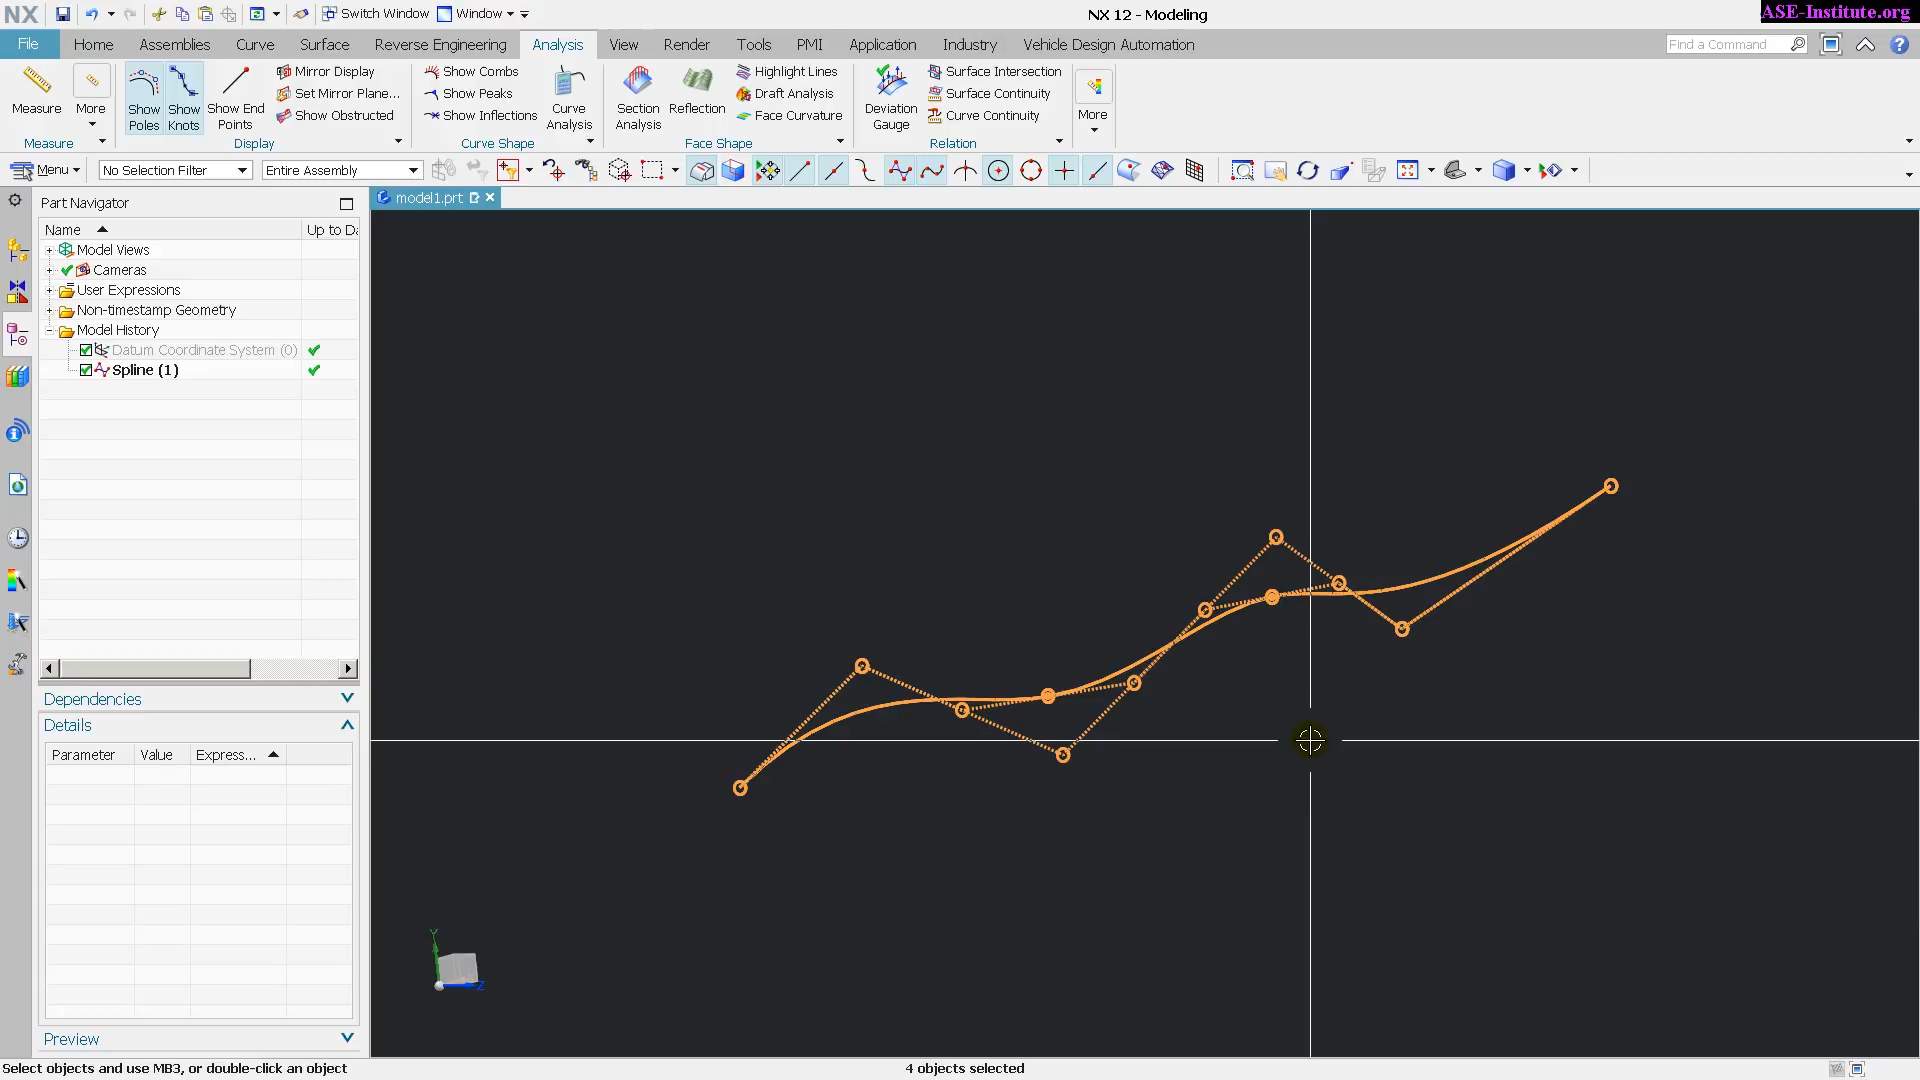 NX
Switch Window
Window
NX 12 - Modeling
ASE-Institute.org
File
Home
Assemblies
Curve
Surface
Reverse Engineering
Analysis
View
Render
Tools
PMI
Application
Industry
Vehicle Design Automation
Find a Command
Measure
More
Show Poles
Show Knots
Show End Points
Mirror Display
Set Mirror Plane...
Show Obstructed
Show Combs
Show Peaks
Show Inflections
Curve Analysis
Section Analysis
Reflection
Highlight Lines
Draft Analysis
Face Curvature
Deviation Gauge
Surface Intersection
Surface Continuity
Curve Continuity
More
Measure
Display
Curve Shape
Face Shape
Relation
Menu
No Selection Filter
Entire Assembly
Part Navigator
model1.prt
Name
Up to Da
Model Views
Cameras
User Expressions
Non-timestamp Geometry
Model History
Datum Coordinate System (0)
Spline (1)
Dependencies
Details
Parameter
Value
Express...
Y
Z
Preview
Select objects and use MB3, or double-click an object
4 objects selected